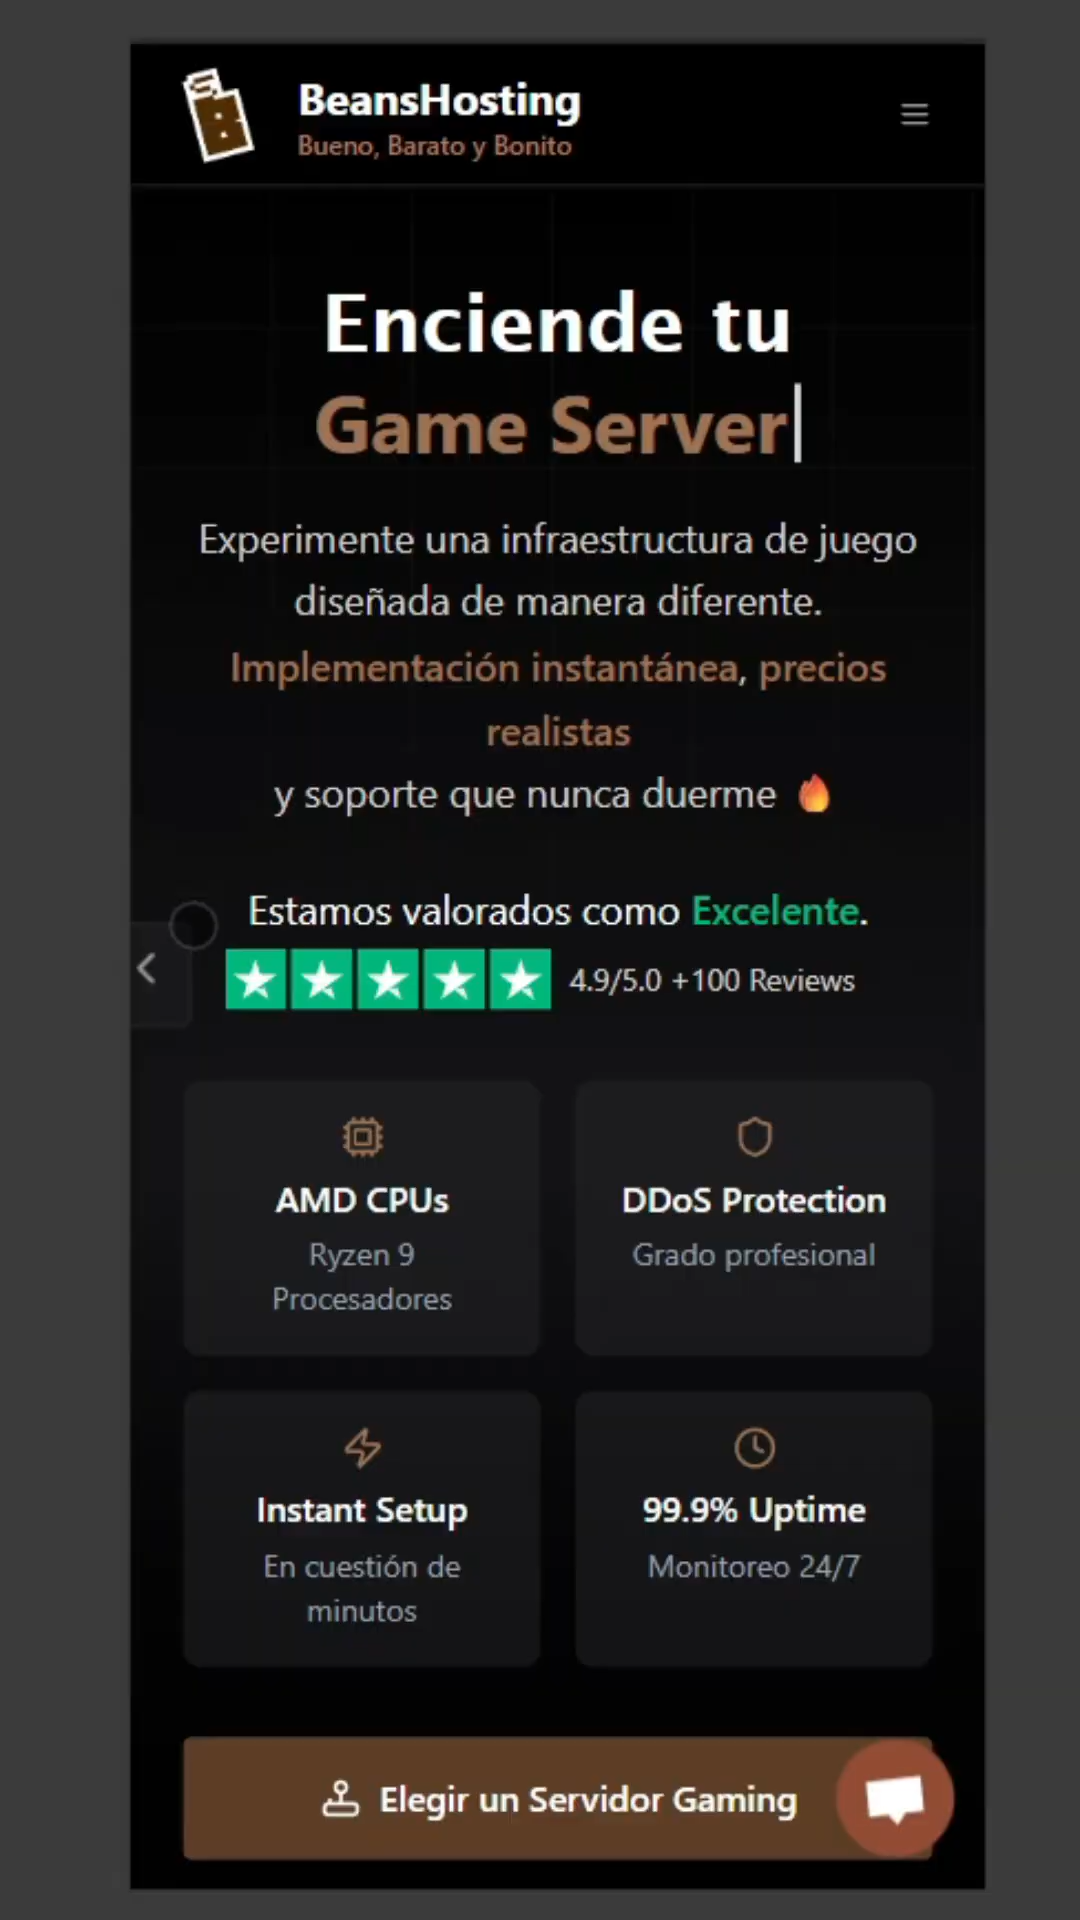 BeansHosting
Bueno, Barato y Bonito
Enciende tu
Game Server
Experimente una infraestructura de juego
diseñada de manera diferente.
Implementación instantánea, precios
realistas
y soporte que nunca duerme 🔥
Estamos valorados como Excelente.
4.9/5.0 +100 Reviews
AMD CPUs
Ryzen 9
Procesadores
DDoS Protection
Grado profesional
Instant Setup
En cuestión de
minutos
99.9% Uptime
Monitoreo 24/7
Elegir un Servidor Gaming